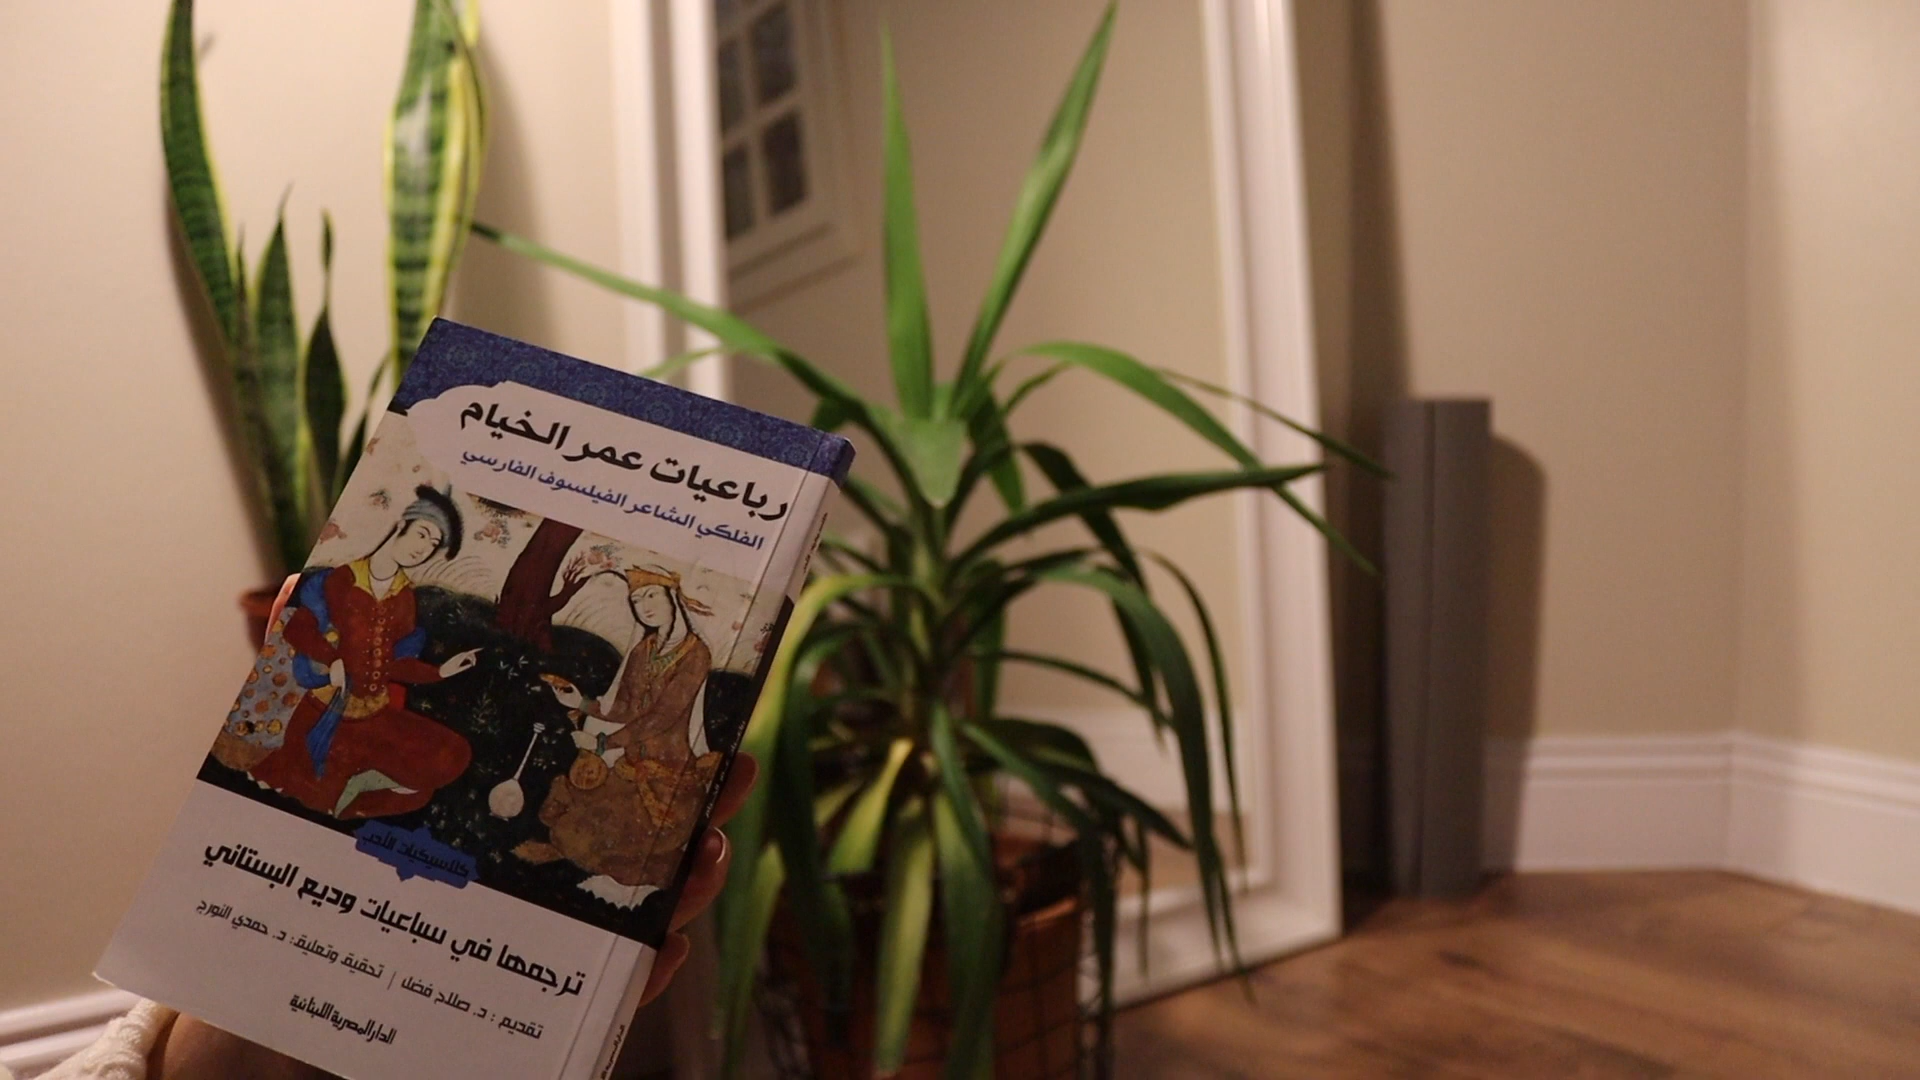 رباعيات عمر الخيام
الفلكي الشاعر الفيلسوف الفارسي
كلاسيكيات الأدب
ترجمها في سباعيات وديع البستاني
تقديم : د. صلاح فضل | تحقيق وتعليق: د. حمدي النورج
الدار المصرية اللبنانية